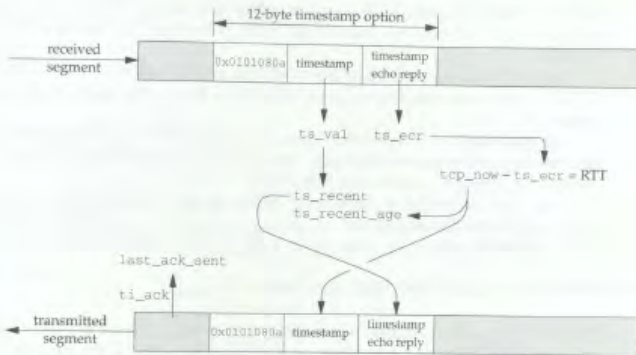 12-byte timestamp option
received
segment
0x0101080a
timestamp
timestamp
echo reply
ts_val
ts_ecr
tcp_now – ts_ecr = RTT
ts_recent
ts_recent_age
last_ack_sent
ti_ack
transmitted
segment
0x0101080a
timestamp
timestamp
echo reply